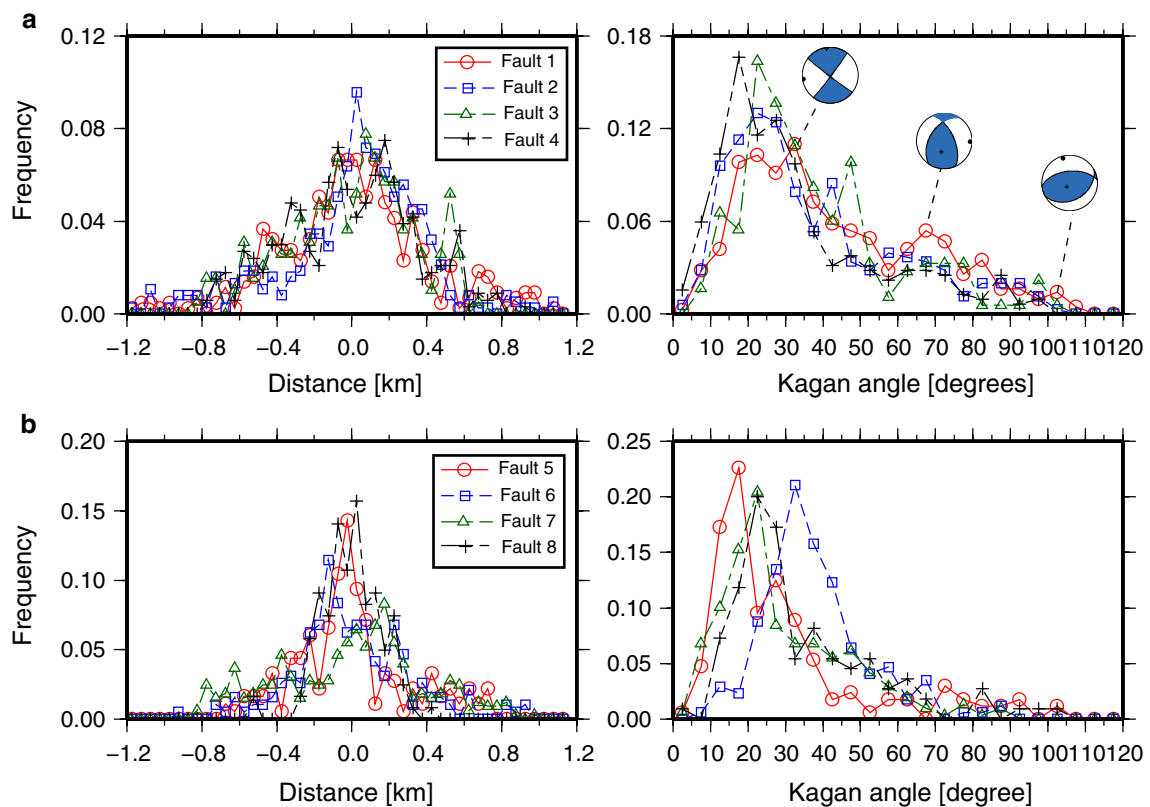 a
0.12
0.08
0.04
0.00
Frequency
−1.2 −0.8 −0.4 0.0 0.4 0.8 1.2
Distance [km]
Fault 1
Fault 2
Fault 3
Fault 4
0.18
0.12
0.06
0.00
0 10 20 30 40 50 60 70 80 90 100 110 120
Kagan angle [degrees]
b
0.20
0.15
0.10
0.05
0.00
Frequency
−1.2 −0.8 −0.4 0.0 0.4 0.8 1.2
Distance [km]
Fault 5
Fault 6
Fault 7
Fault 8
0.25
0.20
0.15
0.10
0.05
0.00
0 10 20 30 40 50 60 70 80 90 100 110 120
Kagan angle [degree]